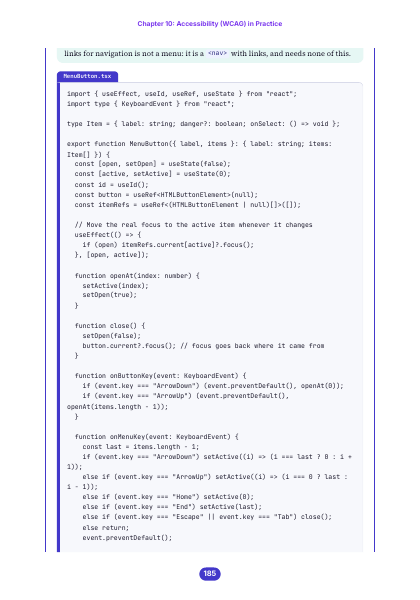 Chapter 10: Accessibility (WCAG) in Practice
links for navigation is not a menu: it is a <nav> with links, and needs none of this.
MenuButton.tsx
import { useEffect, useId, useRef, useState } from "react";
import type { KeyboardEvent } from "react";
type Item = { label: string; danger?: boolean; onSelect: () => void };
export function MenuButton({ label, items }: { label: string; items:
Item[] }) {
  const [open, setOpen] = useState(false);
  const [active, setActive] = useState(0);
  const id = useId();
  const button = useRef<HTMLButtonElement>(null);
  const itemRefs = useRef<(HTMLButtonElement | null)[]>([]);
  // Move the real focus to the active item whenever it changes
  useEffect(() => {
    if (open) itemRefs.current[active]?.focus();
  }, [open, active]);
  function openAt(index: number) {
    setActive(index);
    setOpen(true);
  }
  function close() {
    setOpen(false);
    button.current?.focus(); // focus goes back where it came from
  }
  function onButtonKey(event: KeyboardEvent) {
    if (event.key === "ArrowDown") (event.preventDefault(), openAt(0));
    if (event.key === "ArrowUp") (event.preventDefault(),
openAt(items.length - 1));
  }
  function onMenuKey(event: KeyboardEvent) {
    const last = items.length - 1;
    if (event.key === "ArrowDown") setActive((i) => (i === last ? 0 : i +
1));
    else if (event.key === "ArrowUp") setActive((i) => (i === 0 ? last :
i - 1));
    else if (event.key === "Home") setActive(0);
    else if (event.key === "End") setActive(last);
    else if (event.key === "Escape" || event.key === "Tab") close();
    else return;
    event.preventDefault();
185